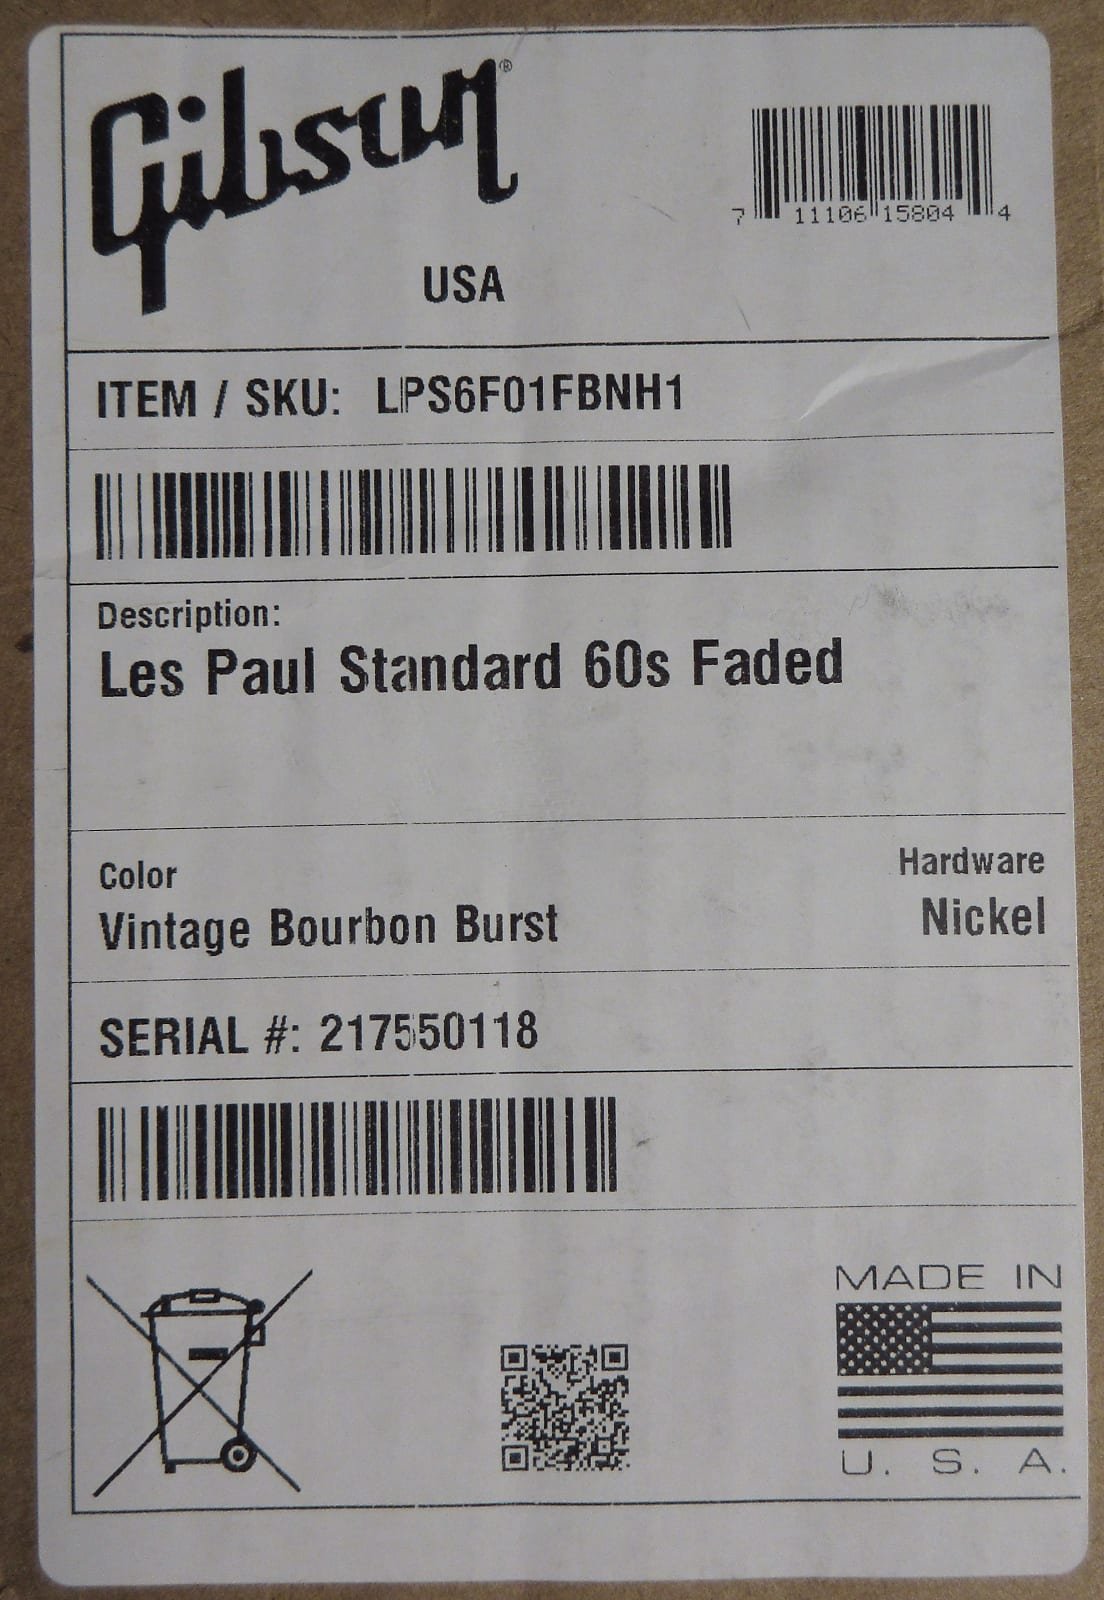 Gibson®
USA
7 11106 15804 4
ITEM / SKU: LPS6F01FBNH1
Description:
Les Paul Standard 60s Faded
Color
Vintage Bourbon Burst
Hardware
Nickel
SERIAL #: 217550118
MADE IN
U. S. A.